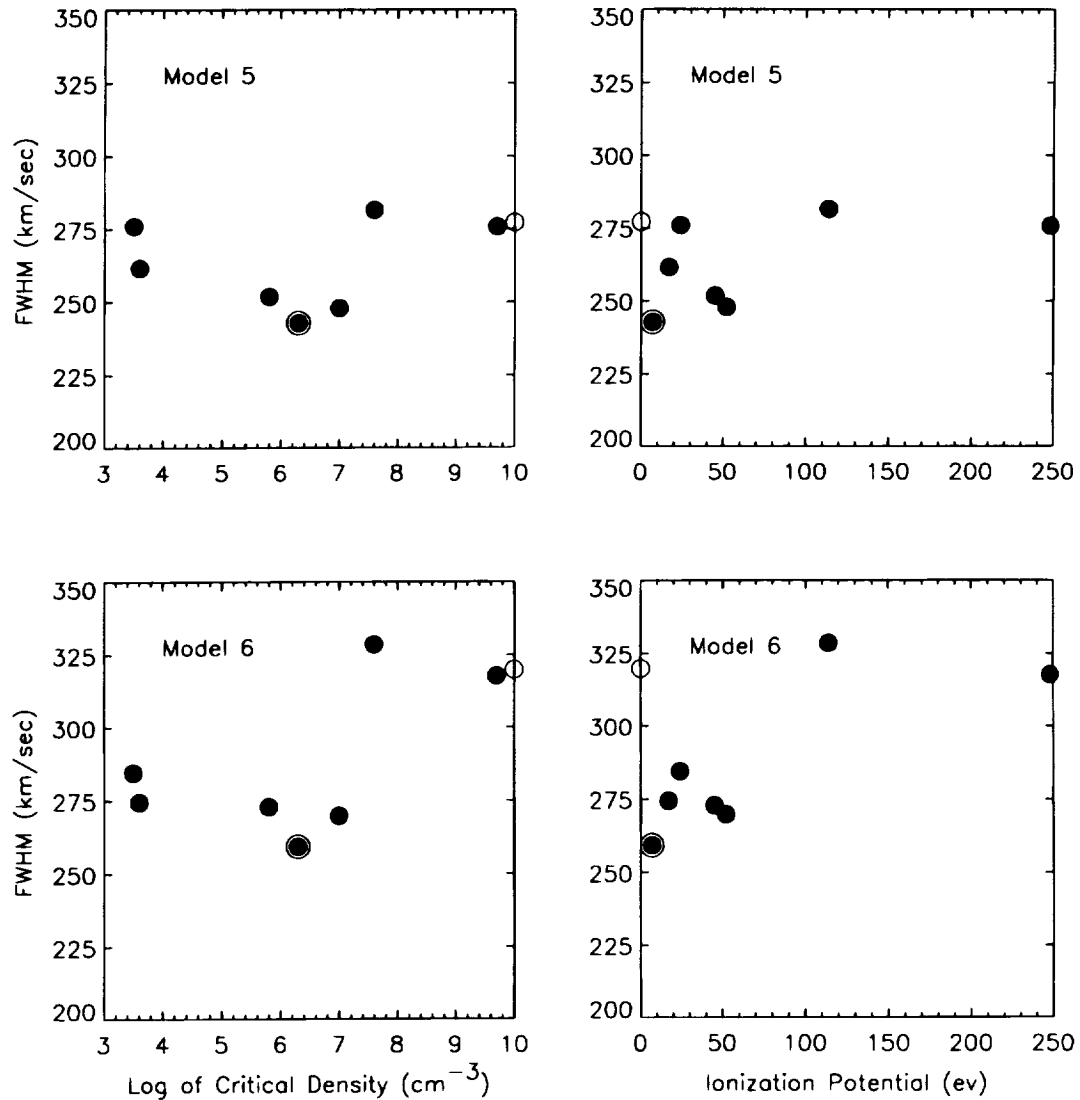 350
325
300
275
250
225
200
FWHM (km/sec)
Model 5
3 4 5 6 7 8 9 10
350
325
300
275
250
225
200
Model 5
0 50 100 150 200 250
350
325
300
275
250
225
200
FWHM (km/sec)
Model 6
3 4 5 6 7 8 9 10
Log of Critical Density (cm⁻³)
350
325
300
275
250
225
200
Model 6
0 50 100 150 200 250
Ionization Potential (ev)